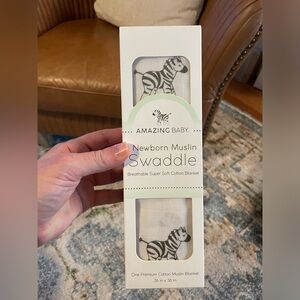 AMAZING BABY
Newborn Muslin
Swaddle
Breathable Super Soft Cotton Blanket
One Premium Cotton Muslin Blanket